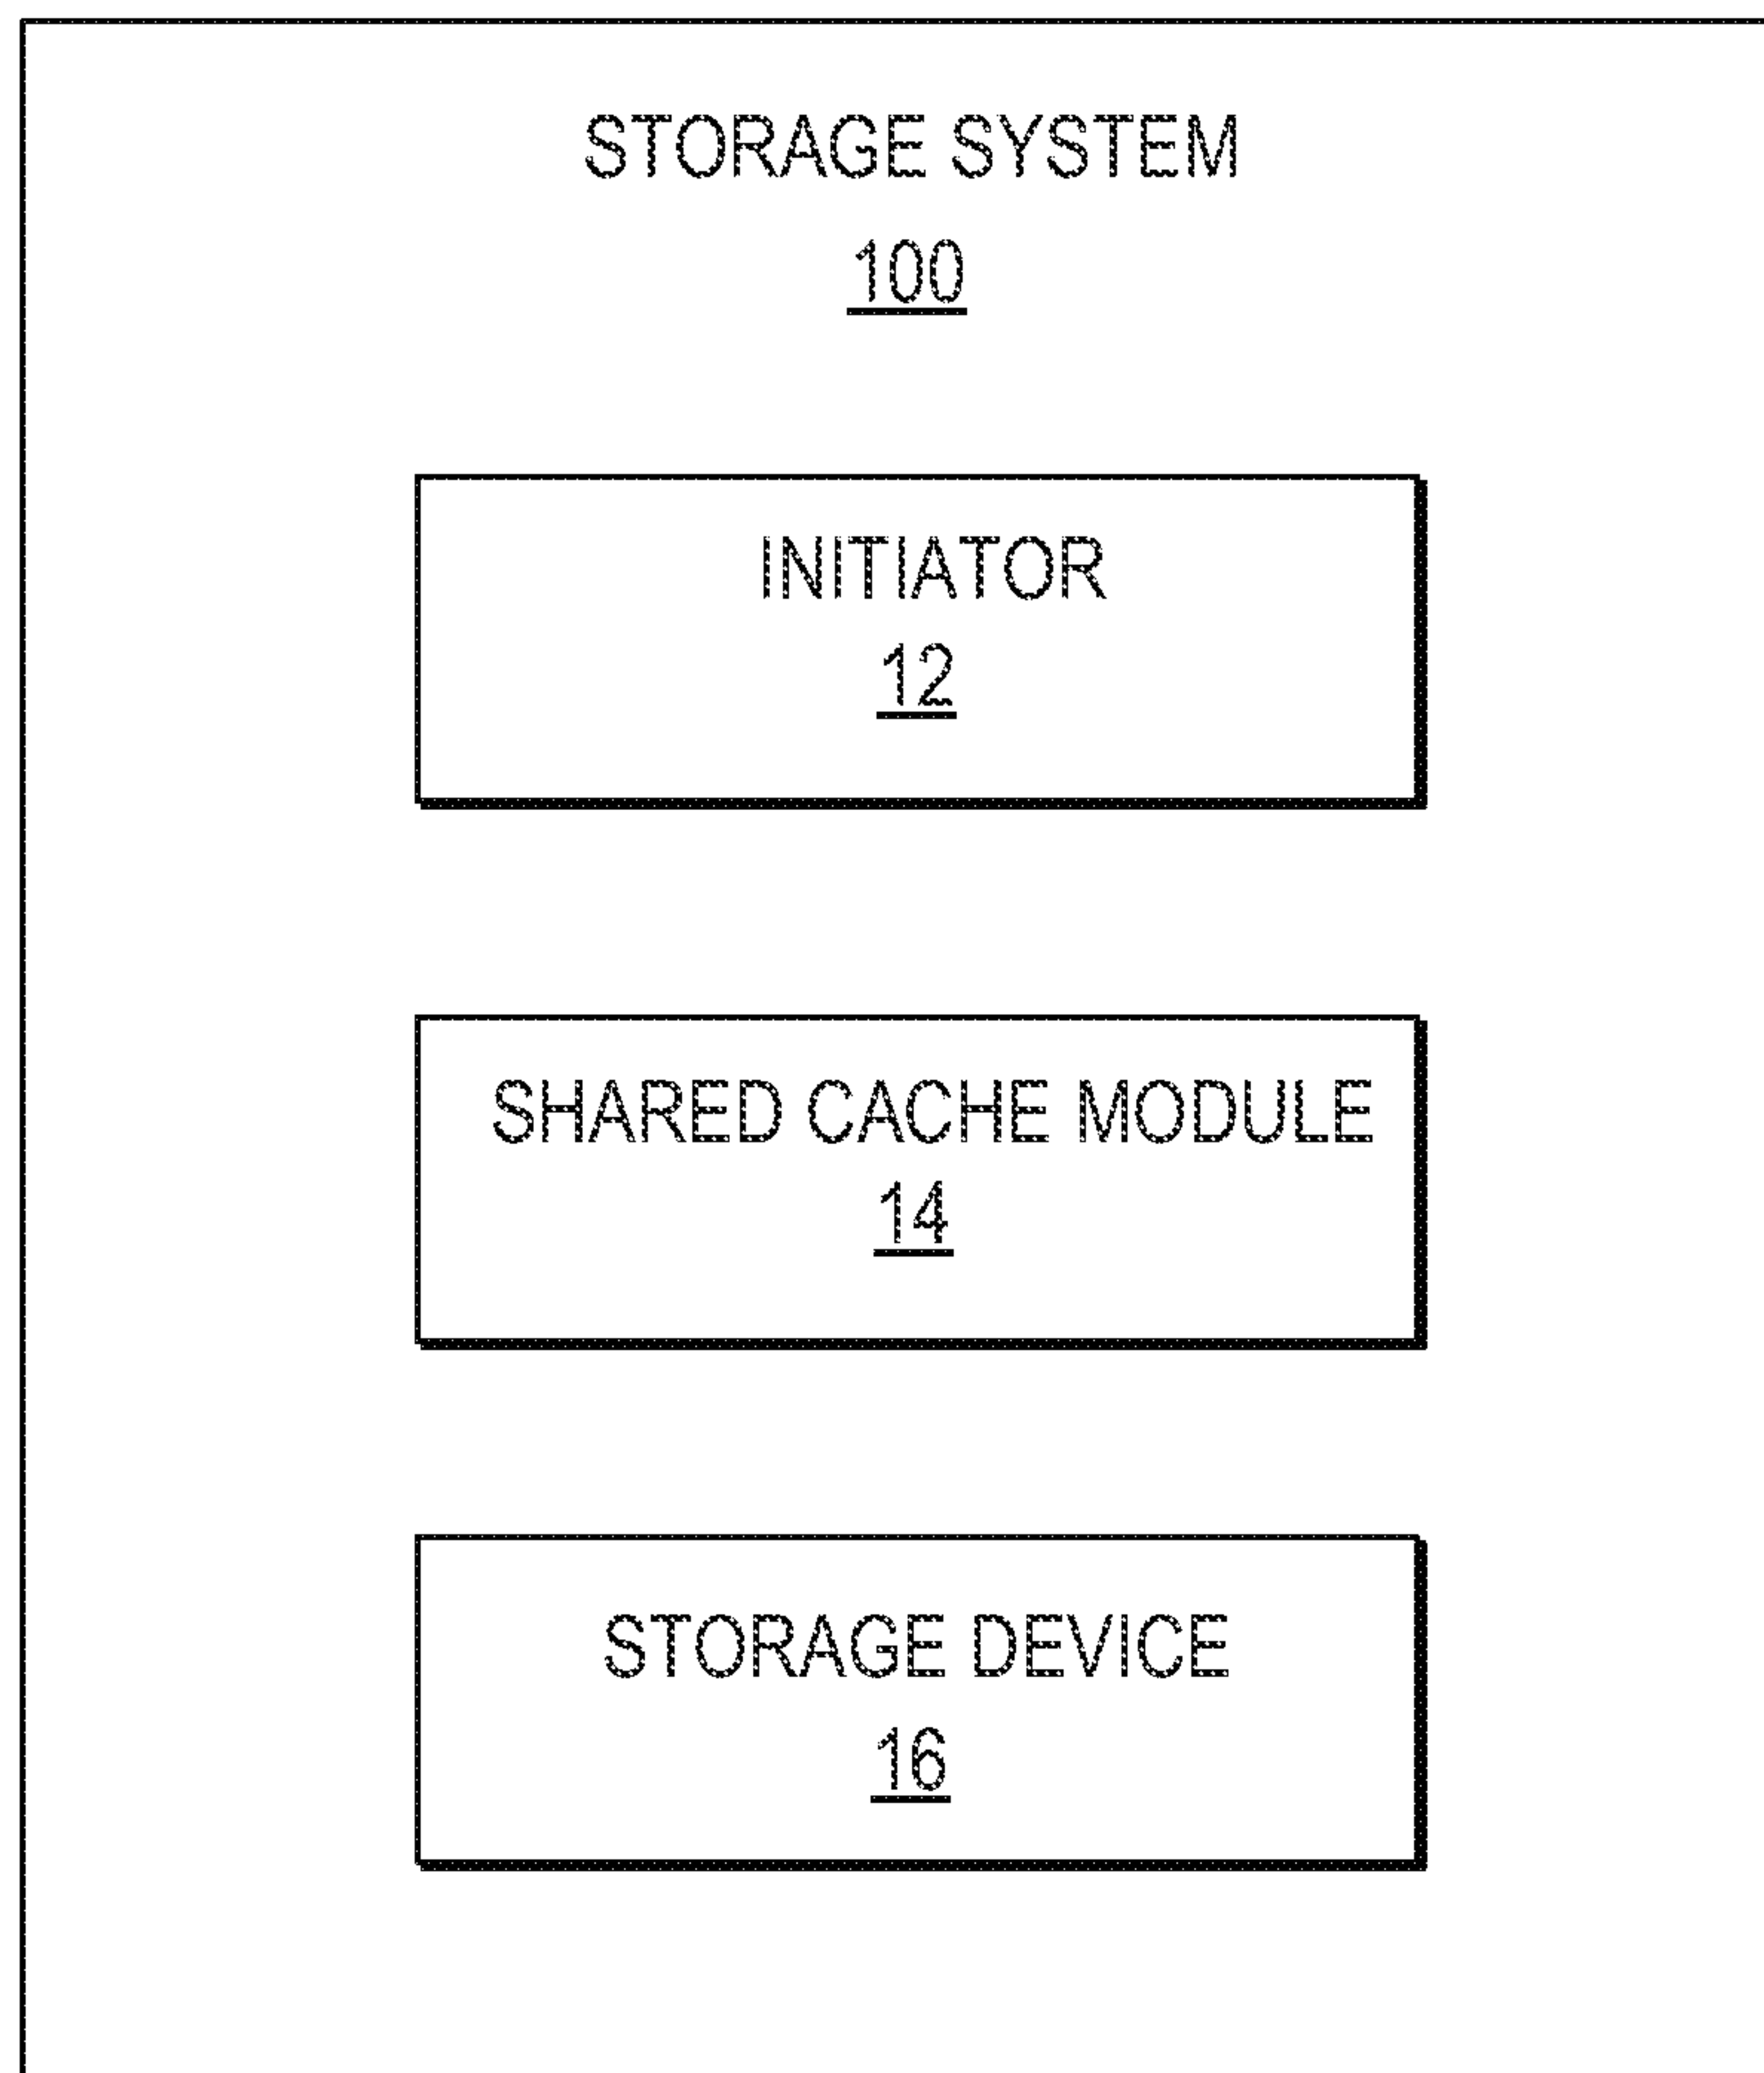 STORAGE SYSTEM
100
INITIATOR
12
SHARED CACHE MODULE
14
STORAGE DEVICE
16